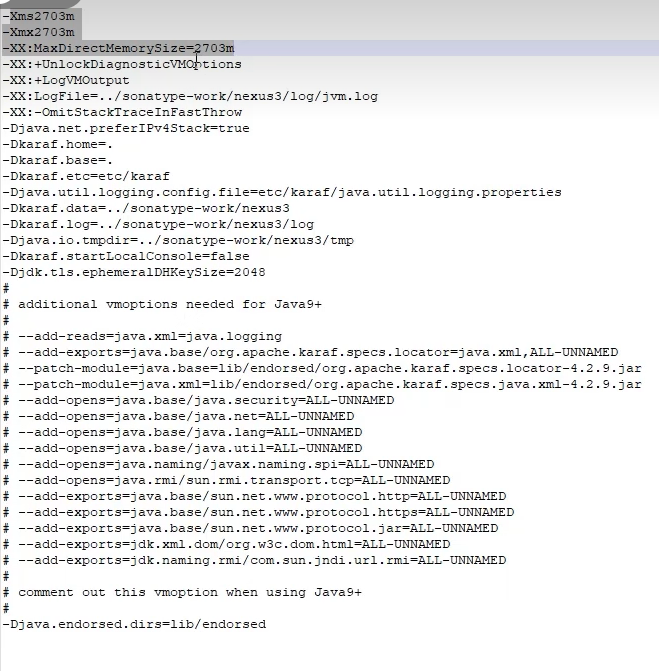 -Xms2703m
-Xmx2703m
-XX:MaxDirectMemorySize=2703m
-XX:+UnlockDiagnosticVMOptions
-XX:+LogVMOutput
-XX:LogFile=../sonatype-work/nexus3/log/jvm.log
-XX:-OmitStackTraceInFastThrow
-Djava.net.preferIPv4Stack=true
-Dkaraf.home=.
-Dkaraf.base=.
-Dkaraf.etc=etc/karaf
-Djava.util.logging.config.file=etc/karaf/java.util.logging.properties
-Dkaraf.data=../sonatype-work/nexus3
-Dkaraf.log=../sonatype-work/nexus3/log
-Djava.io.tmpdir=../sonatype-work/nexus3/tmp
-Dkaraf.startLocalConsole=false
-Djdk.tls.ephemeralDHKeySize=2048
#
# additional vmoptions needed for Java9+
#
# --add-reads=java.xml=java.logging
# --add-exports=java.base/org.apache.karaf.specs.locator=java.xml,ALL-UNNAMED
# --patch-module=java.base=lib/endorsed/org.apache.karaf.specs.locator-4.2.9.jar
# --patch-module=java.xml=lib/endorsed/org.apache.karaf.specs.java.xml-4.2.9.jar
# --add-opens=java.base/java.security=ALL-UNNAMED
# --add-opens=java.base/java.net=ALL-UNNAMED
# --add-opens=java.base/java.lang=ALL-UNNAMED
# --add-opens=java.base/java.util=ALL-UNNAMED
# --add-opens=java.naming/javax.naming.spi=ALL-UNNAMED
# --add-opens=java.rmi/sun.rmi.transport.tcp=ALL-UNNAMED
# --add-exports=java.base/sun.net.www.protocol.http=ALL-UNNAMED
# --add-exports=java.base/sun.net.www.protocol.https=ALL-UNNAMED
# --add-exports=java.base/sun.net.www.protocol.jar=ALL-UNNAMED
# --add-exports=jdk.xml.dom/org.w3c.dom.html=ALL-UNNAMED
# --add-exports=jdk.naming.rmi/com.sun.jndi.url.rmi=ALL-UNNAMED
#
# comment out this vmoption when using Java9+
#
-Djava.endorsed.dirs=lib/endorsed